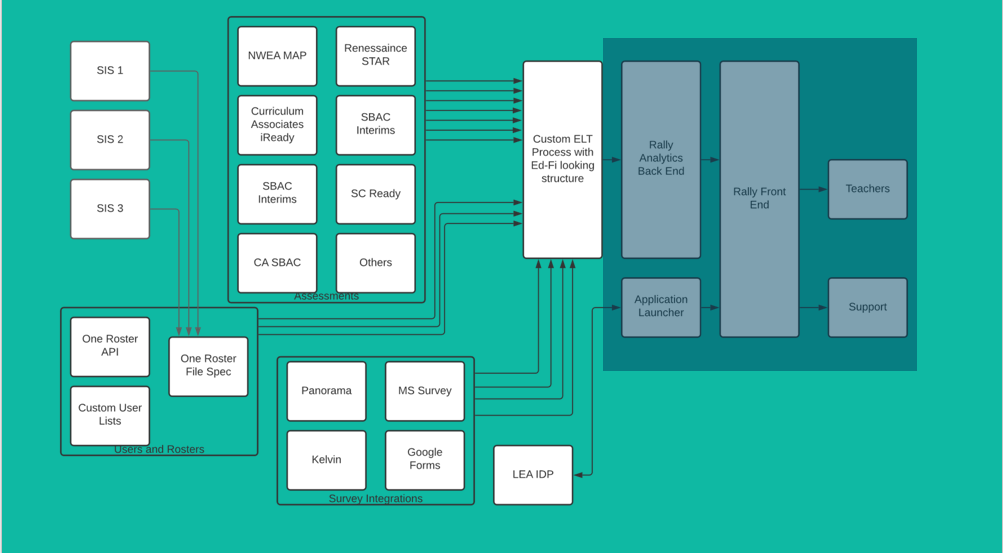 SIS 1
SIS 2
SIS 3
NWEA MAP
Renessaince
STAR
Curriculum
Associates
iReady
SBAC
Interims
SBAC
Interims
SC Ready
CA SBAC
Others
Assessments
Custom ELT
Process with
Ed-Fi looking
structure
Rally
Analytics
Back End
Rally Front
End
Teachers
Application
Launcher
Support
One Roster
API
One Roster
File Spec
Custom User
Lists
Users and Rosters
Panorama
MS Survey
Kelvin
Google
Forms
Survey Integrations
LEA IDP